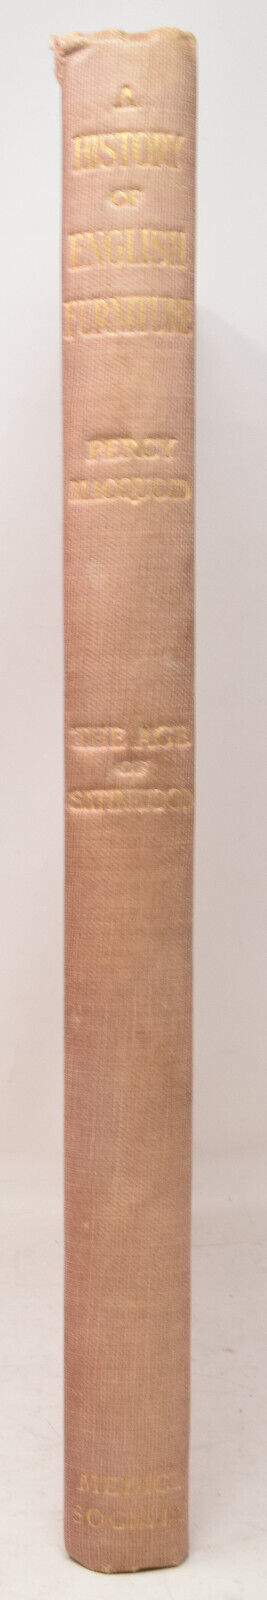 A
HISTORY
OF
ENGLISH
FURNITURE
PERCY
MACQUOID
THE AGE
OF
SATINWOOD
MEDICI
SOCIETY